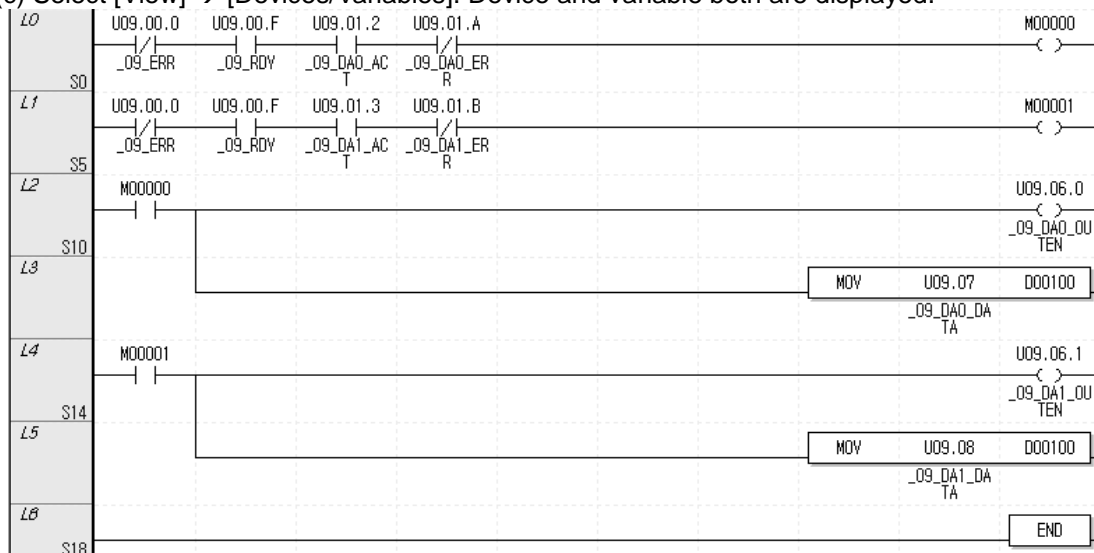 (c) Select [View] → [Devices/Variables]. Device and variable both are displayed.
L0 U09.00.0 U09.00.F U09.01.2 U09.01.A M00000
_09_ERR _09_RDY _09_DA0_AC _09_DA0_ER
T R
S0
L1 U09.00.0 U09.00.F U09.01.3 U09.01.B M00001
_09_ERR _09_RDY _09_DA1_AC _09_DA1_ER
T R
S5
L2 M00000 U09.06.0
_09_DA0_OU
TEN
S10
L3 MOV U09.07 D00100
_09_DA0_DA
TA
L4 M00001 U09.06.1
_09_DA1_OU
TEN
S14
L5 MOV U09.08 D00100
_09_DA1_DA
TA
L6 END
S18